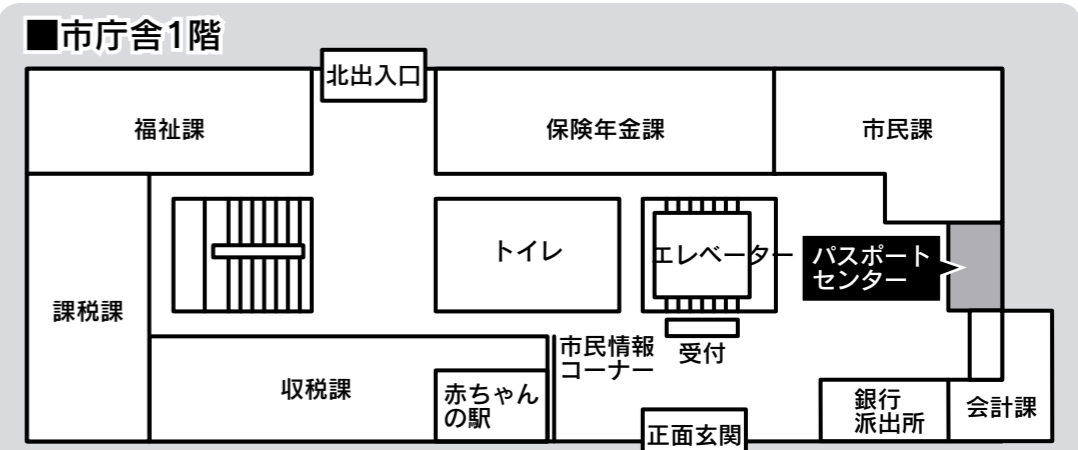 ■市庁舎1階
北出入口
福祉課
保険年金課
市民課
トイレ
エレベーター
パスポート
センター
課税課
市民情報
コーナー
受付
収税課
赤ちゃん
の駅
銀行
派出所
会計課
正面玄関